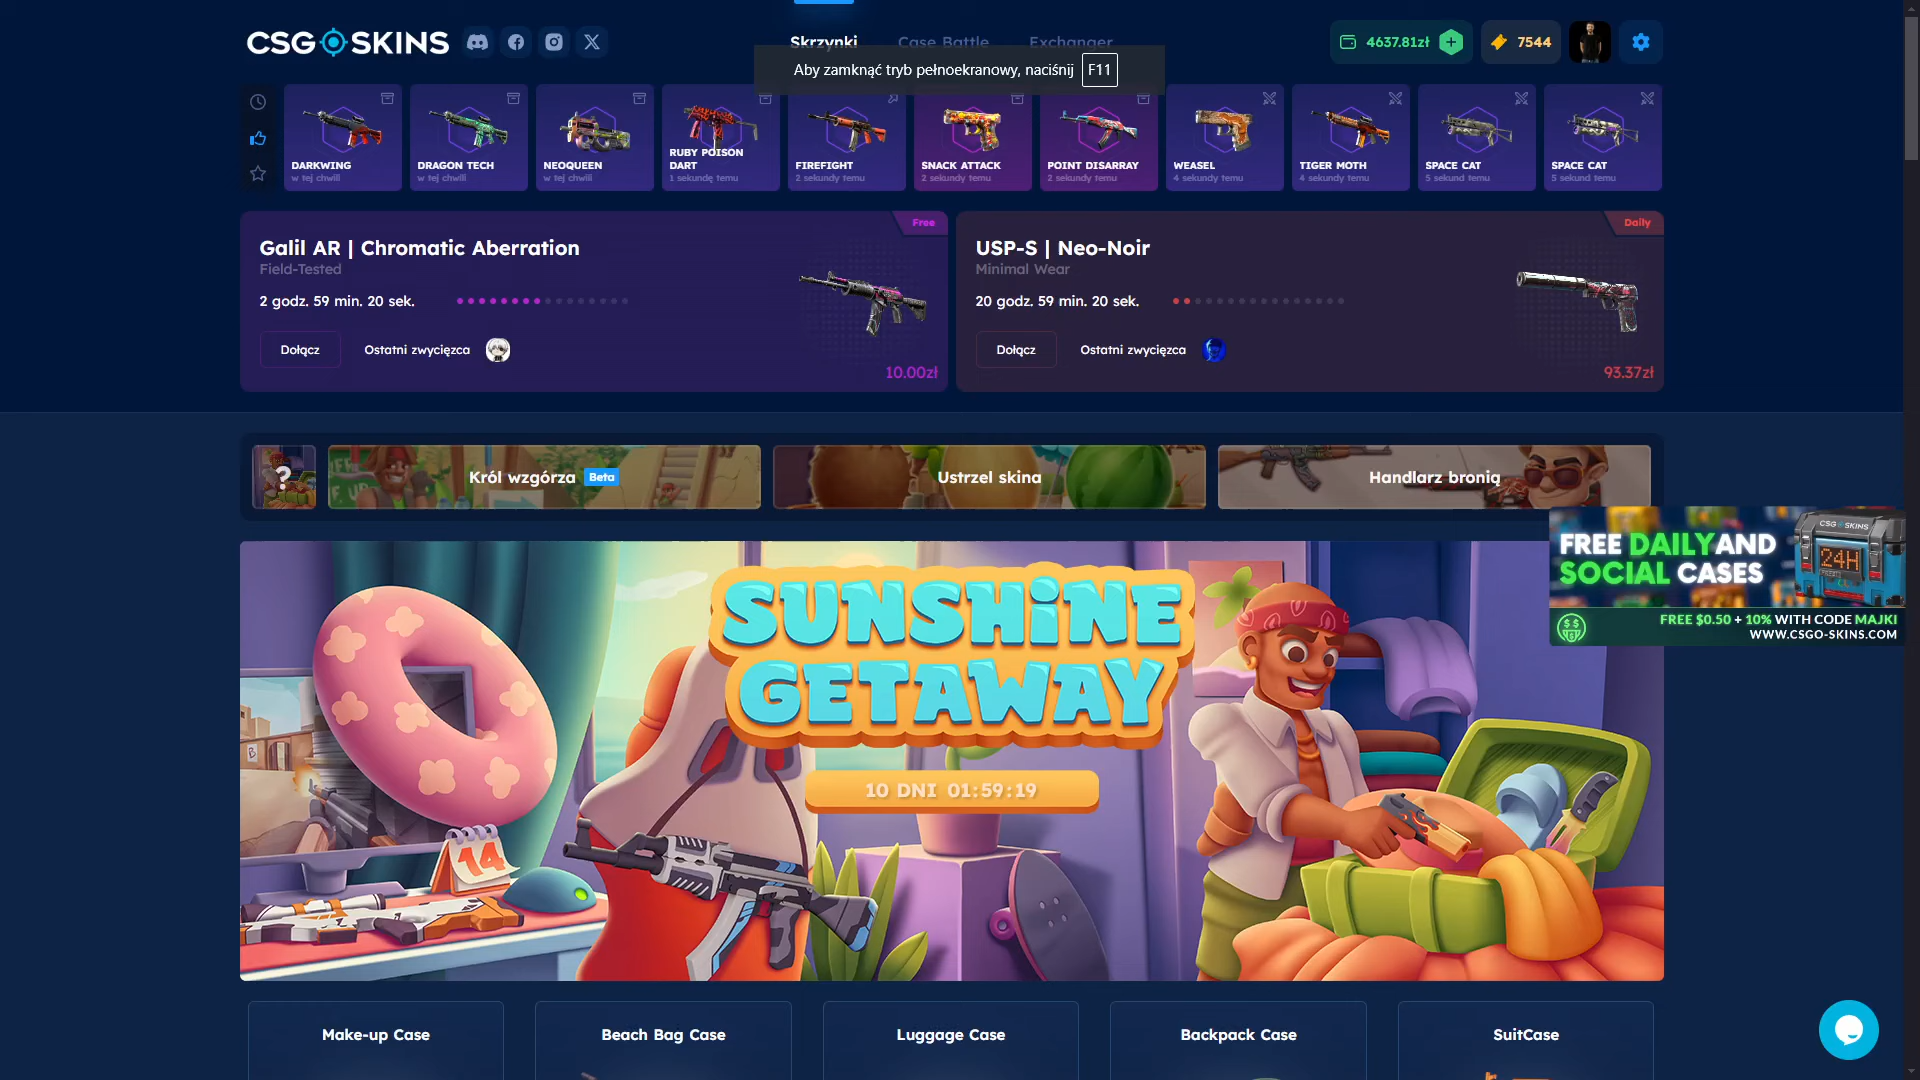 CSG SKINS
Skrzynki
Case Battle
Exchanger
4637.81zł
7544
Aby zamknąć tryb pełnoekranowy, naciśnij F11
DARKWING
w tej chwili
DRAGON TECH
w tej chwili
NEOQUEEN
w tej chwili
RUBY POISON
DART
1 sekundę temu
FIREFIGHT
2 sekundy temu
SNACK ATTACK
2 sekundy temu
POINT DISARRAY
2 sekundy temu
WEASEL
4 sekundy temu
TIGER MOTH
4 sekundy temu
SPACE CAT
5 sekund temu
SPACE CAT
5 sekund temu
Free
Galil AR | Chromatic Aberration
Field-Tested
2 godz. 59 min. 20 sek.
Dołącz
Ostatni zwycięzca
10.00zł
Daily
USP-S | Neo-Noir
Minimal Wear
20 godz. 59 min. 20 sek.
Dołącz
Ostatni zwycięzca
93.37zł
?
Król wzgórza Beta
Ustrzel skina
Handlarz bronią
CSG SKINS
24H
FREE DAILY AND
SOCIAL CASES
FREE $0.50 + 10% WITH CODE MAJKI
WWW.CSGO-SKINS.COM
SUNSHINE
GETAWAY
10 DNI 01:59:19
B
14
Make-up Case
Beach Bag Case
Luggage Case
Backpack Case
SuitCase